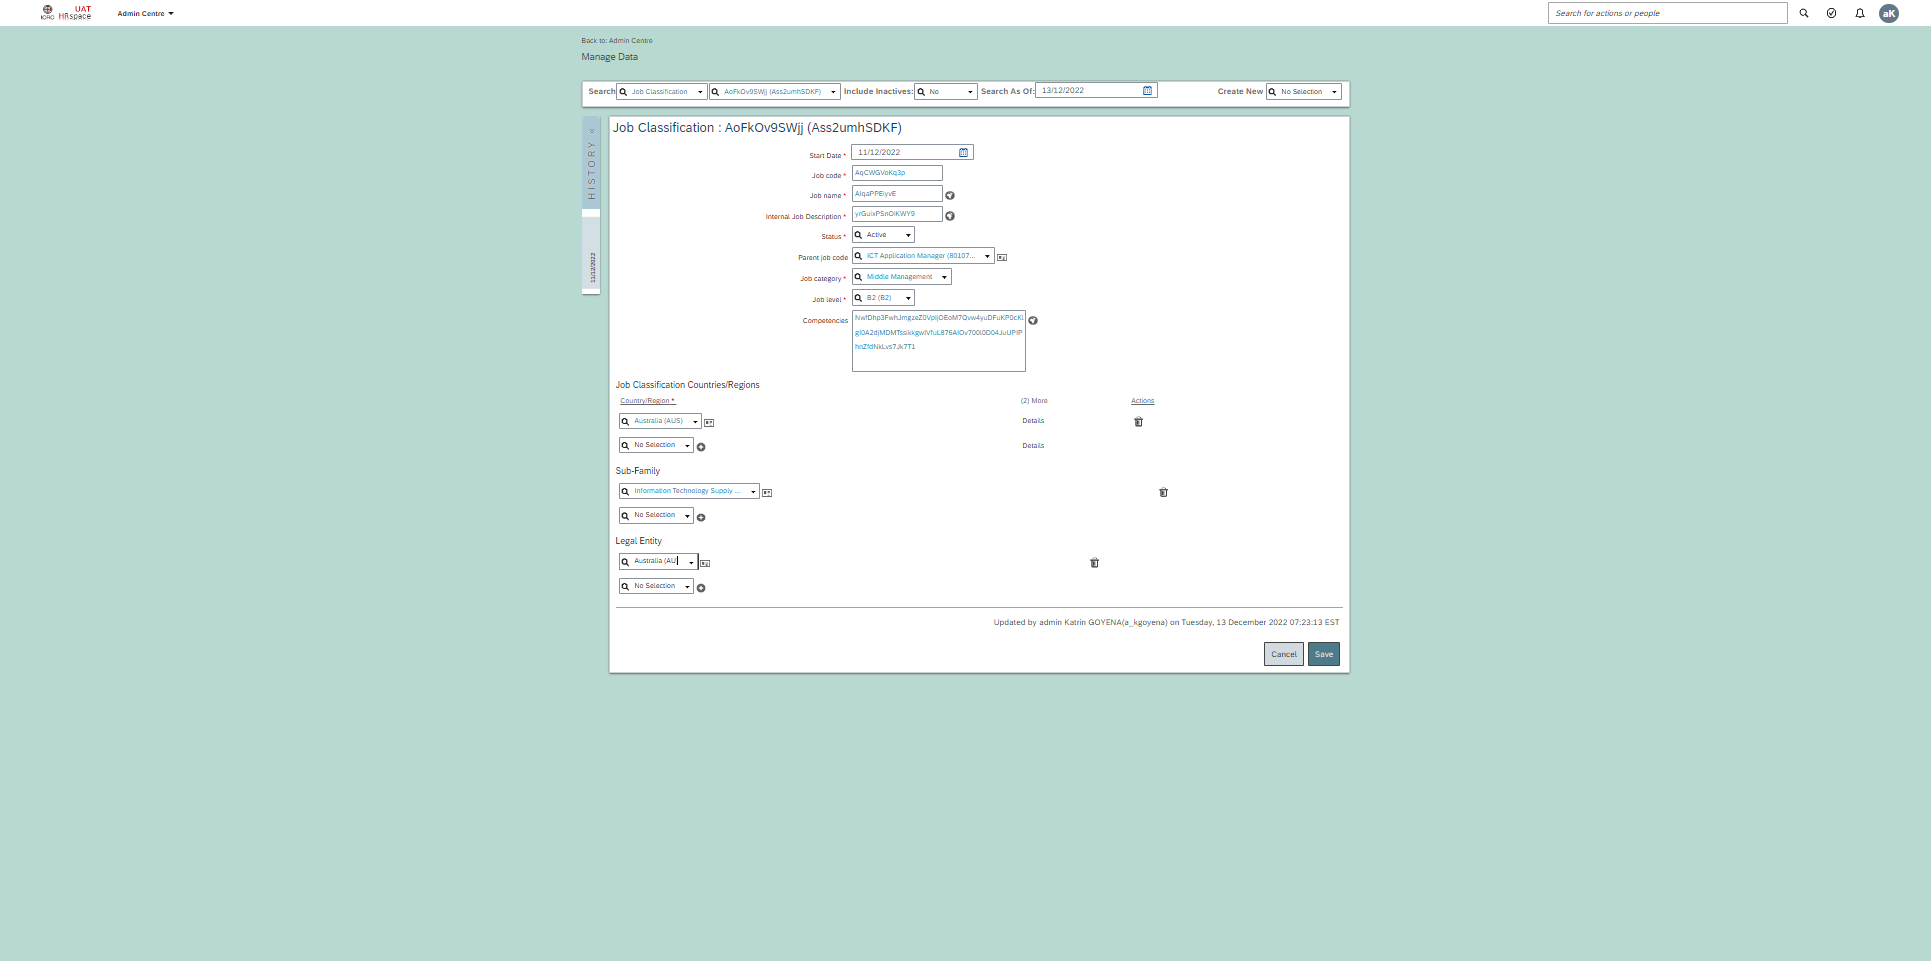 ICRC
UAT
HRspace
Admin Centre
Search for actions or people
aK
Back to: Admin Centre
Manage Data
Search Job Classification AoFkOv9SWjj (Ass2umhSDKF) Include Inactives: No Search As Of: 13/12/2022 Create New No Selection
HISTORY
11/12/2022
Job Classification : AoFkOv9SWjj (Ass2umhSDKF)
Start Date * 11/12/2022
Job code * AqCWGVoKq3p
Job name * AIqaPPEiyvE
Internal Job Description * yrGuixPSnOiKWY9
Status * Active
Parent job code ICT Application Manager (80107...
Job category * Middle Management
Job level * B2 (B2)
Competencies
hnZfdNkLvs7Jk7T1
Job Classification Countries/Regions
Country/Region * (2) More Actions
Australia (AUS) Details
No Selection Details
Sub-Family
Information Technology Supply ...
No Selection
Legal Entity
Australia (AU
No Selection
Updated by admin Katrin GOYENA(a_kgoyena) on Tuesday, 13 December 2022 07:23:13 EST
Cancel Save